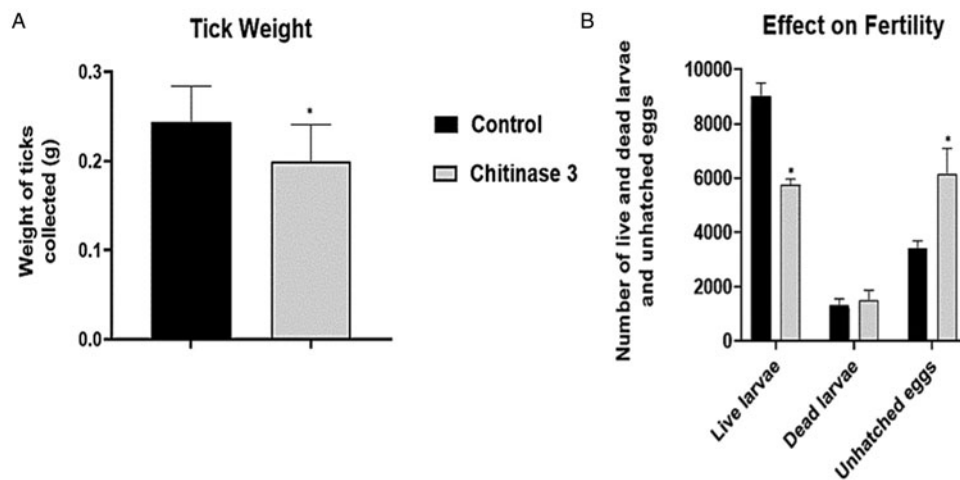 A
Tick Weight
Weight of ticks
collected (g)
0.3
0.2
0.1
0.0
*
Control
Chitinase 3
B
Effect on Fertility
Number of live and dead larvae
and unhatched eggs
10000
8000
6000
4000
2000
0
*
*
Live larvae
Dead larvae
Unhatched eggs